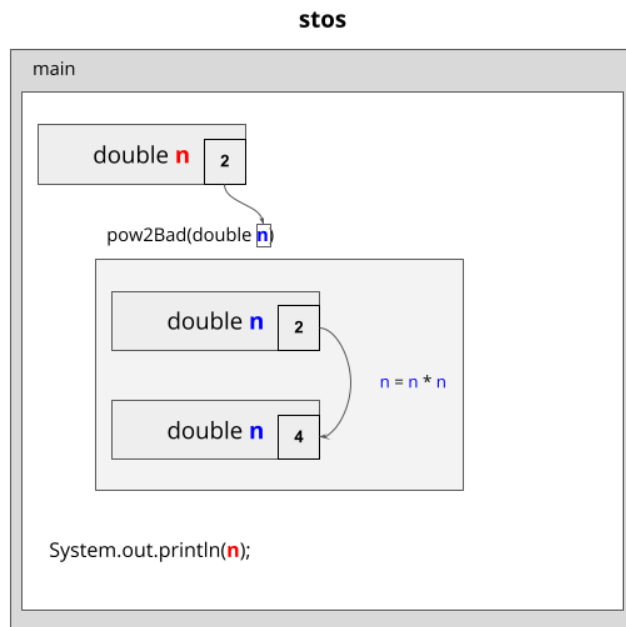 stos
main
double n 2
pow2Bad(double n)
double n 2
n = n * n
double n 4
System.out.println(n);